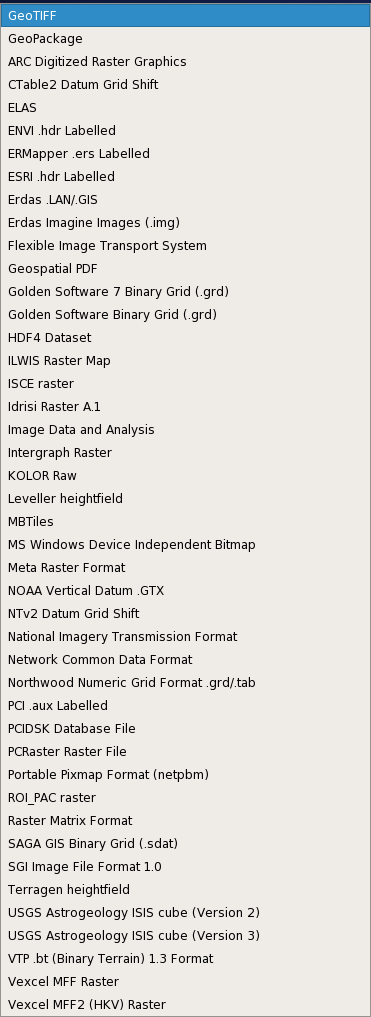 GeoTIFF
GeoPackage
ARC Digitized Raster Graphics
CTable2 Datum Grid Shift
ELAS
ENVI .hdr Labelled
ERMapper .ers Labelled
ESRI .hdr Labelled
Erdas .LAN/.GIS
Erdas Imagine Images (.img)
Flexible Image Transport System
Geospatial PDF
Golden Software 7 Binary Grid (.grd)
Golden Software Binary Grid (.grd)
HDF4 Dataset
ILWIS Raster Map
ISCE raster
Idrisi Raster A.1
Image Data and Analysis
Intergraph Raster
KOLOR Raw
Leveller heightfield
MBTiles
MS Windows Device Independent Bitmap
Meta Raster Format
NOAA Vertical Datum .GTX
NTv2 Datum Grid Shift
National Imagery Transmission Format
Network Common Data Format
Northwood Numeric Grid Format .grd/.tab
PCI .aux Labelled
PCIDSK Database File
PCRaster Raster File
Portable Pixmap Format (netpbm)
ROI_PAC raster
Raster Matrix Format
SAGA GIS Binary Grid (.sdat)
SGI Image File Format 1.0
Terragen heightfield
USGS Astrogeology ISIS cube (Version 2)
USGS Astrogeology ISIS cube (Version 3)
VTP .bt (Binary Terrain) 1.3 Format
Vexcel MFF Raster
Vexcel MFF2 (HKV) Raster